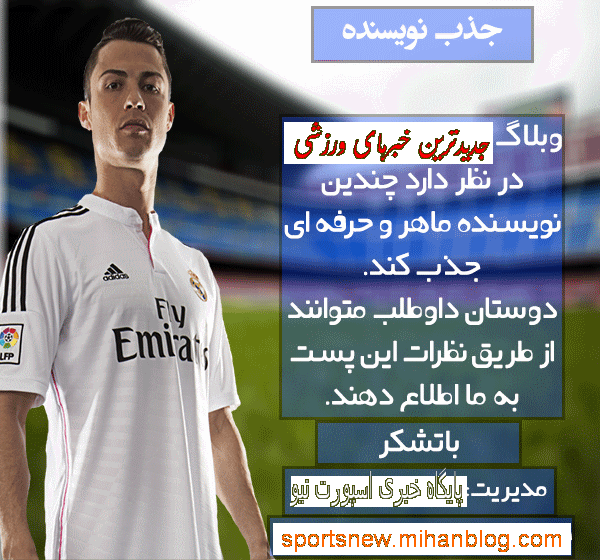 جذب نویسنده
وبلاگ جدیدترین خبرهای ورزشی
در نظر دارد چندین
نویسنده ماهر و حرفه ای
جذب کند.
دوستان داوطلب متوانند
از طریق نظرات این پست
به ما اطلاع دهند.
باتشکر
مدیریت: پایگاه خبری اسپورت نیو
sportsnew.mihanblog.com
adidas
Fly
Emirates
LFP